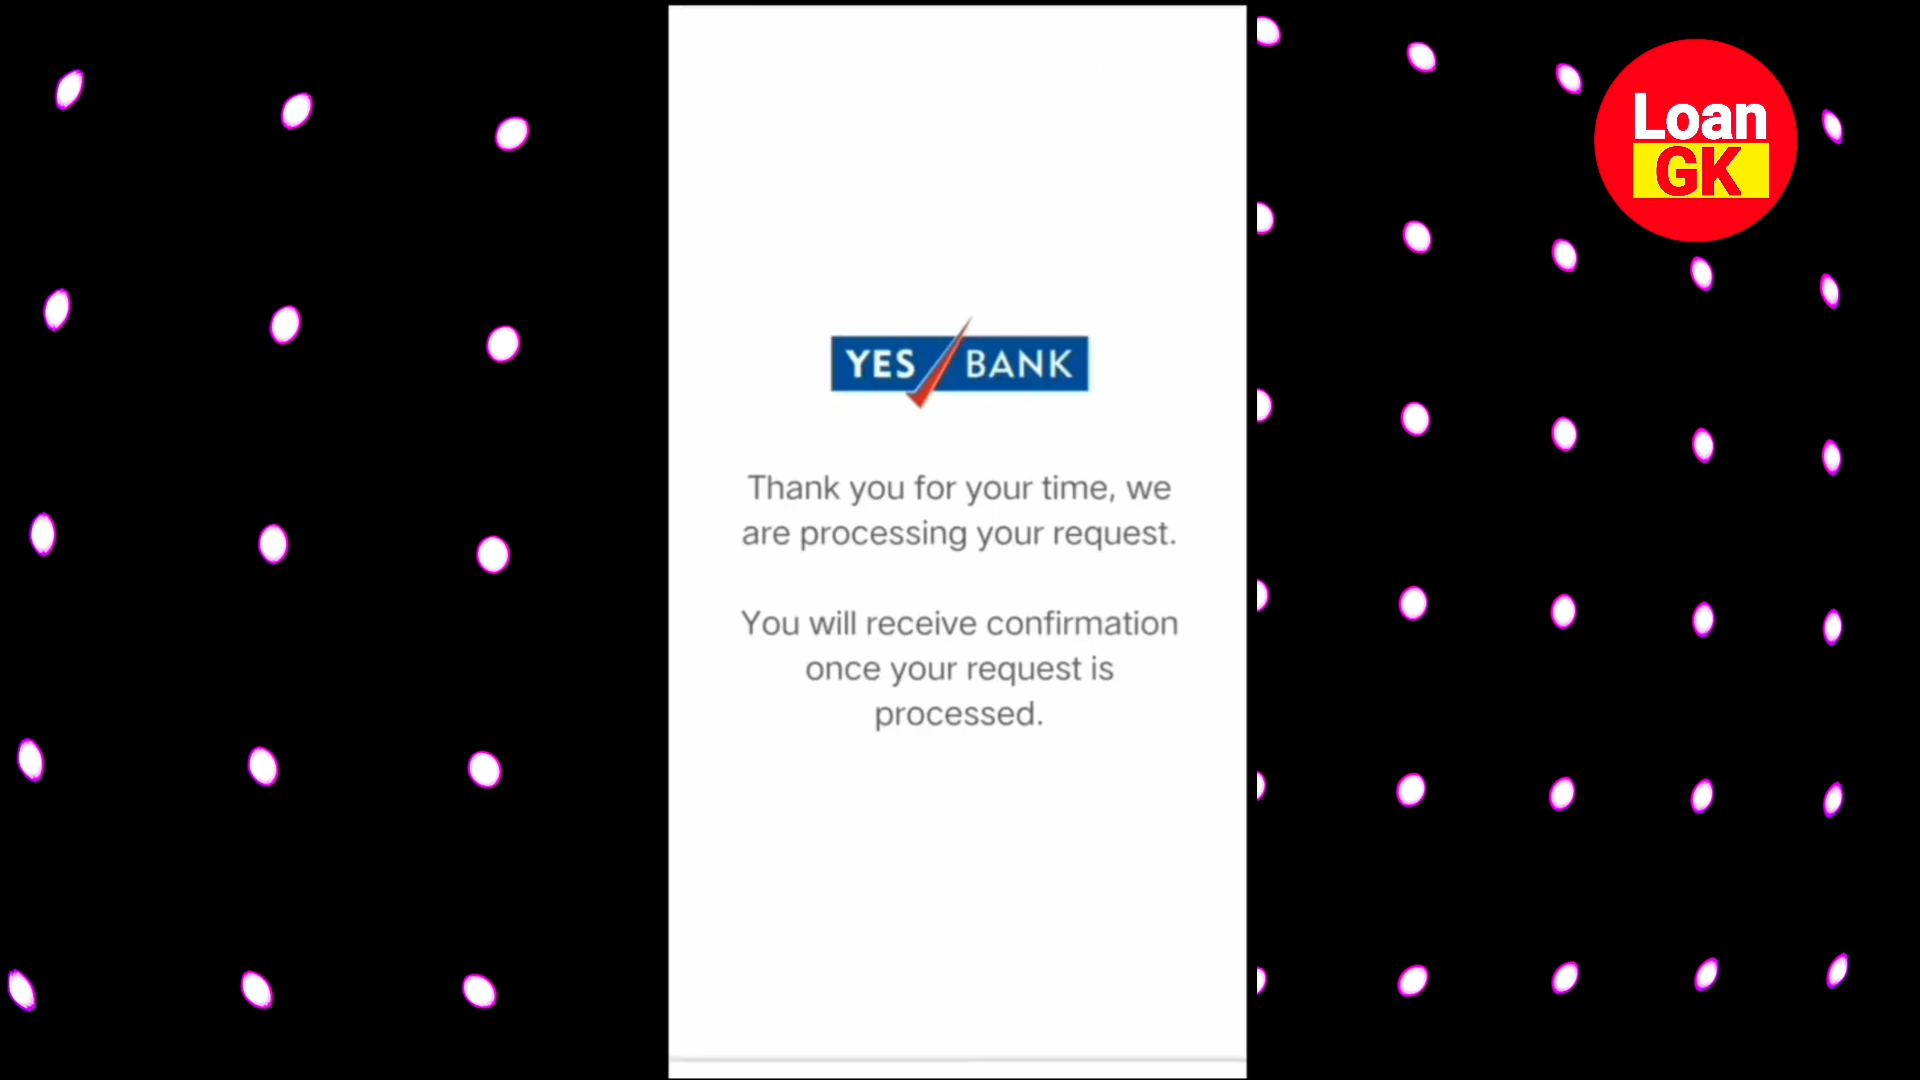 YES BANK
Thank you for your time, we
are processing your request.
You will receive confirmation
once your request is
processed.
Loan
GK